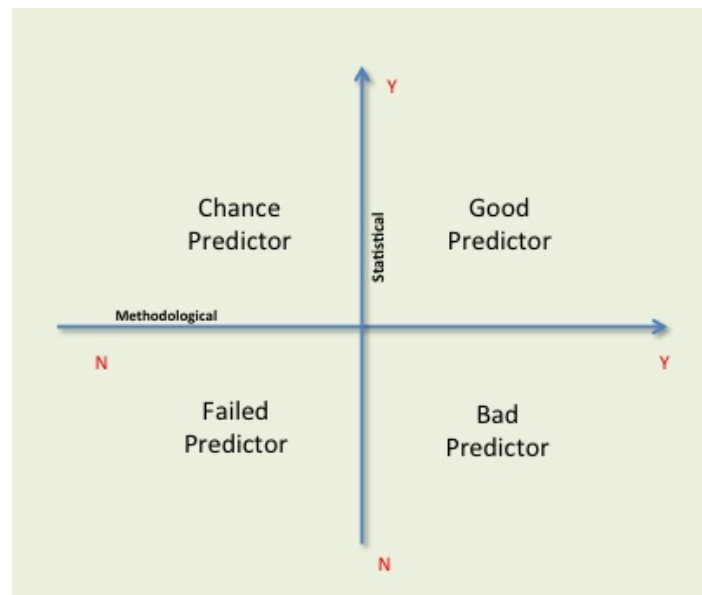 Y
Chance
Predictor
Statistical
Good
Predictor
Methodological
N
Y
Failed
Predictor
Bad
Predictor
N